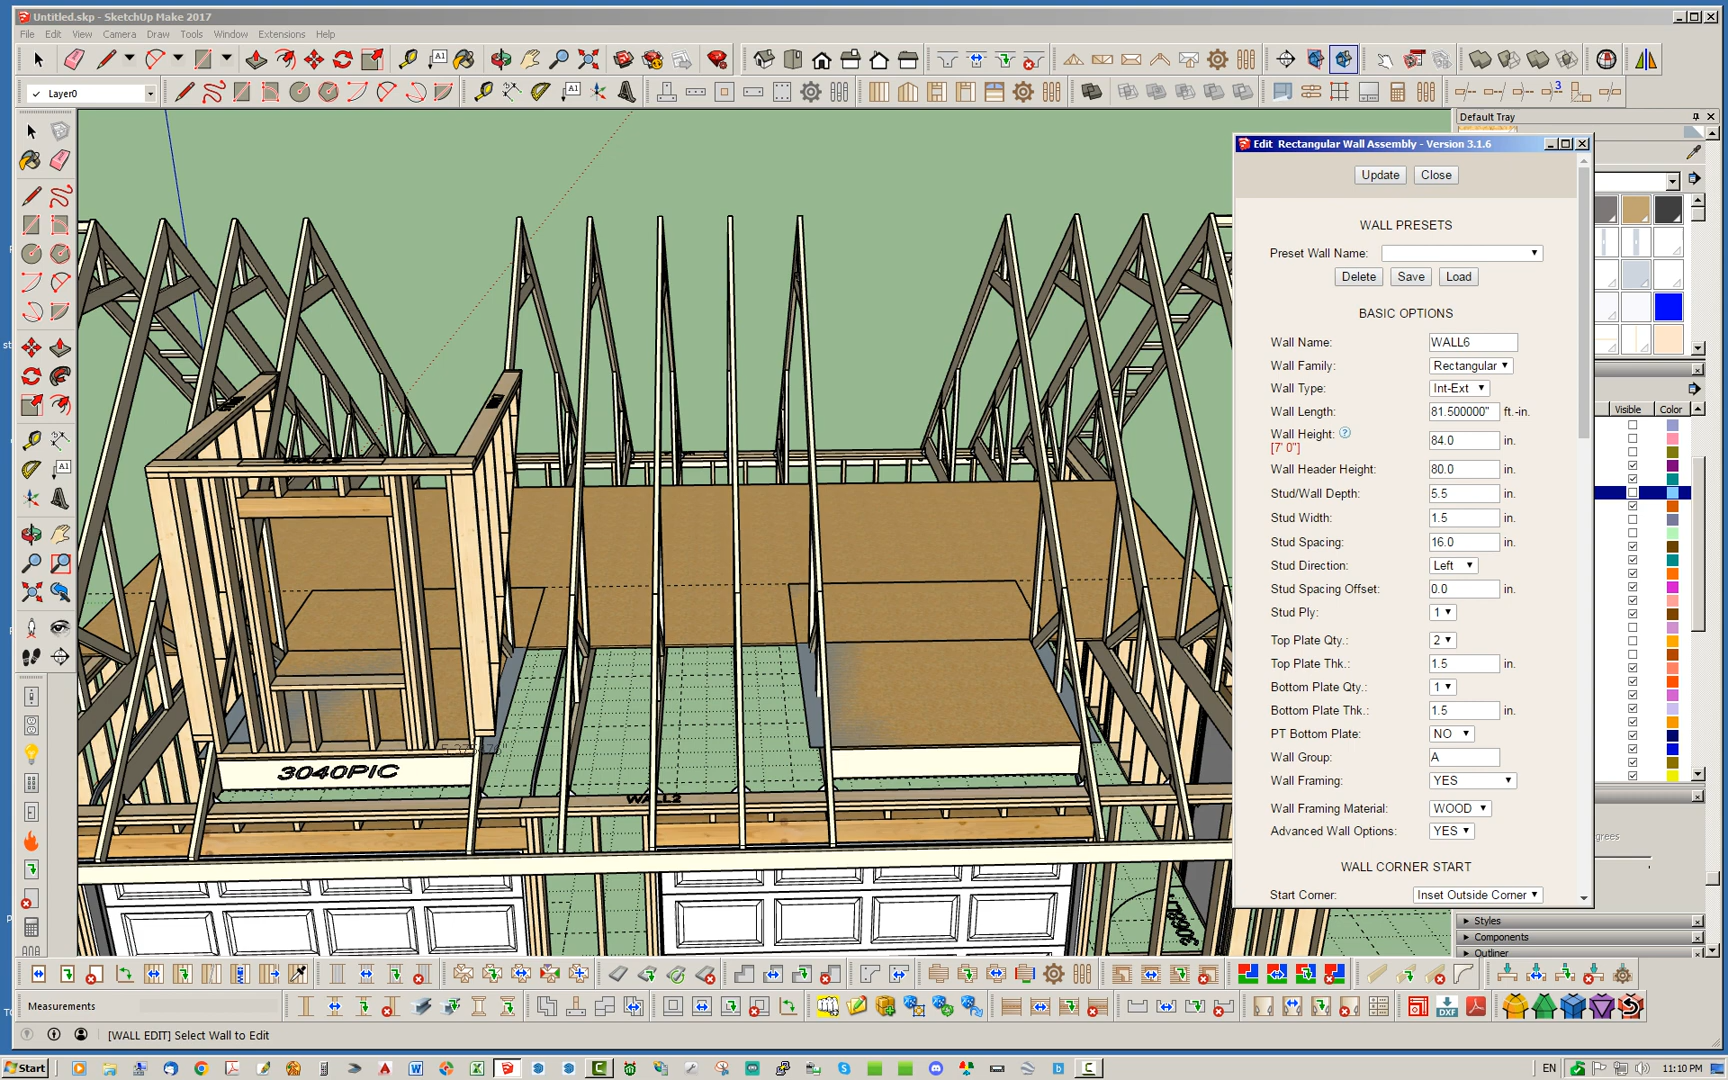 Untitled.skp - SketchUp Make 2017
File Edit View Camera Draw Tools Window Extensions Help
Layer0
Default Tray
Edit Rectangular Wall Assembly - Version 3.1.6
Update Close
WALL PRESETS
Preset Wall Name:
Delete Save Load
BASIC OPTIONS
Wall Name: WALL6
Wall Family: Rectangular
Wall Type: Int-Ext
Wall Length: 81.500000" ft.-in.
Wall Height: 84.0 in.
[7' 0"]
Wall Header Height: 80.0 in.
Stud/Wall Depth: 5.5 in.
Stud Width: 1.5 in.
Stud Spacing: 16.0 in.
Stud Direction: Left
Stud Spacing Offset: 0.0 in.
Stud Ply: 1
Top Plate Qty.: 2
Top Plate Thk.: 1.5 in.
Bottom Plate Qty.: 1
Bottom Plate Thk.: 1.5 in.
PT Bottom Plate: NO
Wall Group: A
Wall Framing: YES
Wall Framing Material: WOOD
Advanced Wall Options: YES
WALL CORNER START
Start Corner: Inset Outside Corner
Visible Color
grees
Styles
Components
Outliner
3040PIC
WALL2
Measurements
[WALL EDIT] Select Wall to Edit
Start
EN
11:10 PM